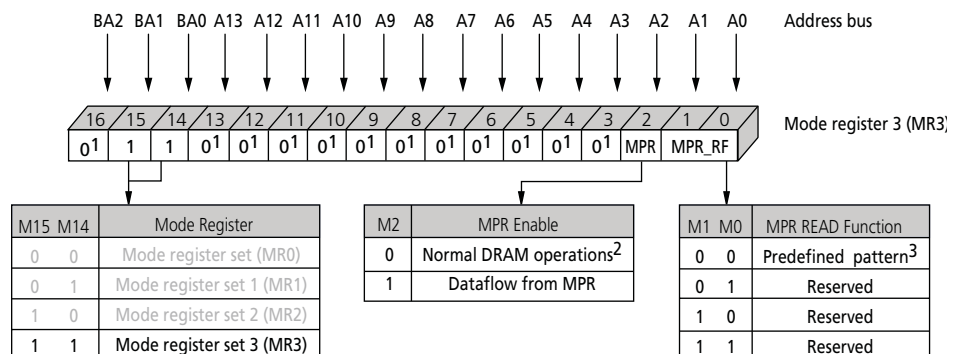 BA2 BA1 BA0 A13 A12 A11 A10 A9 A8 A7 A6 A5 A4 A3 A2 A1 A0 Address bus
16 15 14 13 12 11 10 9 8 7 6 5 4 3 2 1 0
Mode register 3 (MR3)
0¹ 1 1 0¹ 0¹ 0¹ 0¹ 0¹ 0¹ 0¹ 0¹ 0¹ 0¹ 0¹ MPR MPR_RF
M15 M14 Mode Register
0 0 Mode register set (MR0)
0 1 Mode register set 1 (MR1)
1 0 Mode register set 2 (MR2)
1 1 Mode register set 3 (MR3)
M2 MPR Enable
0 Normal DRAM operations²
1 Dataflow from MPR
M1 M0 MPR READ Function
0 0 Predefined pattern³
0 1 Reserved
1 0 Reserved
1 1 Reserved